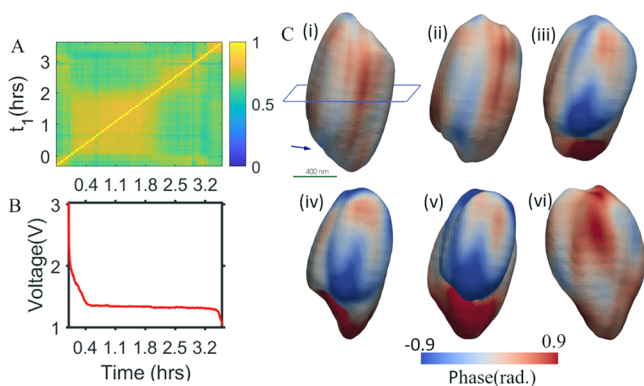 A
t1(hrs)
3
2
1
0
0.4 1.1 1.8 2.5 3.2
1
0.5
0
B
Voltage(V)
3
2
1
0.4 1.1 1.8 2.5 3.2
Time (hrs)
C
(i)
(ii)
(iii)
400 nm
(iv)
(v)
(vi)
-0.9
0.9
Phase(rad.)